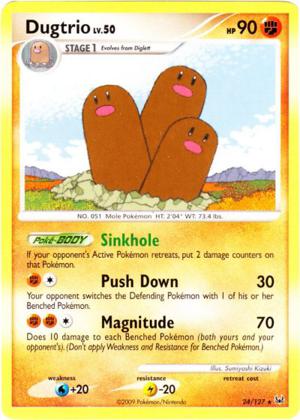 Dugtrio LV.50 HP 90
STAGE 1 Evolves from Diglett
NO. 051 Mole Pokémon HT: 2'04" WT: 73.4 lbs.
Poké-BODY Sinkhole
If your opponent's Active Pokémon retreats, put 2 damage counters on
that Pokémon.
Push Down 30
Your opponent switches the Defending Pokémon with 1 of his or her
Benched Pokémon.
Magnitude 70
Does 10 damage to each Benched Pokémon (both yours and your
opponent's). (Don't apply Weakness and Resistance for Benched Pokémon.)
Illus. Sumiyoshi Kizuki
weakness resistance retreat cost
+20 -20
©2009 Pokémon/Nintendo 24/127